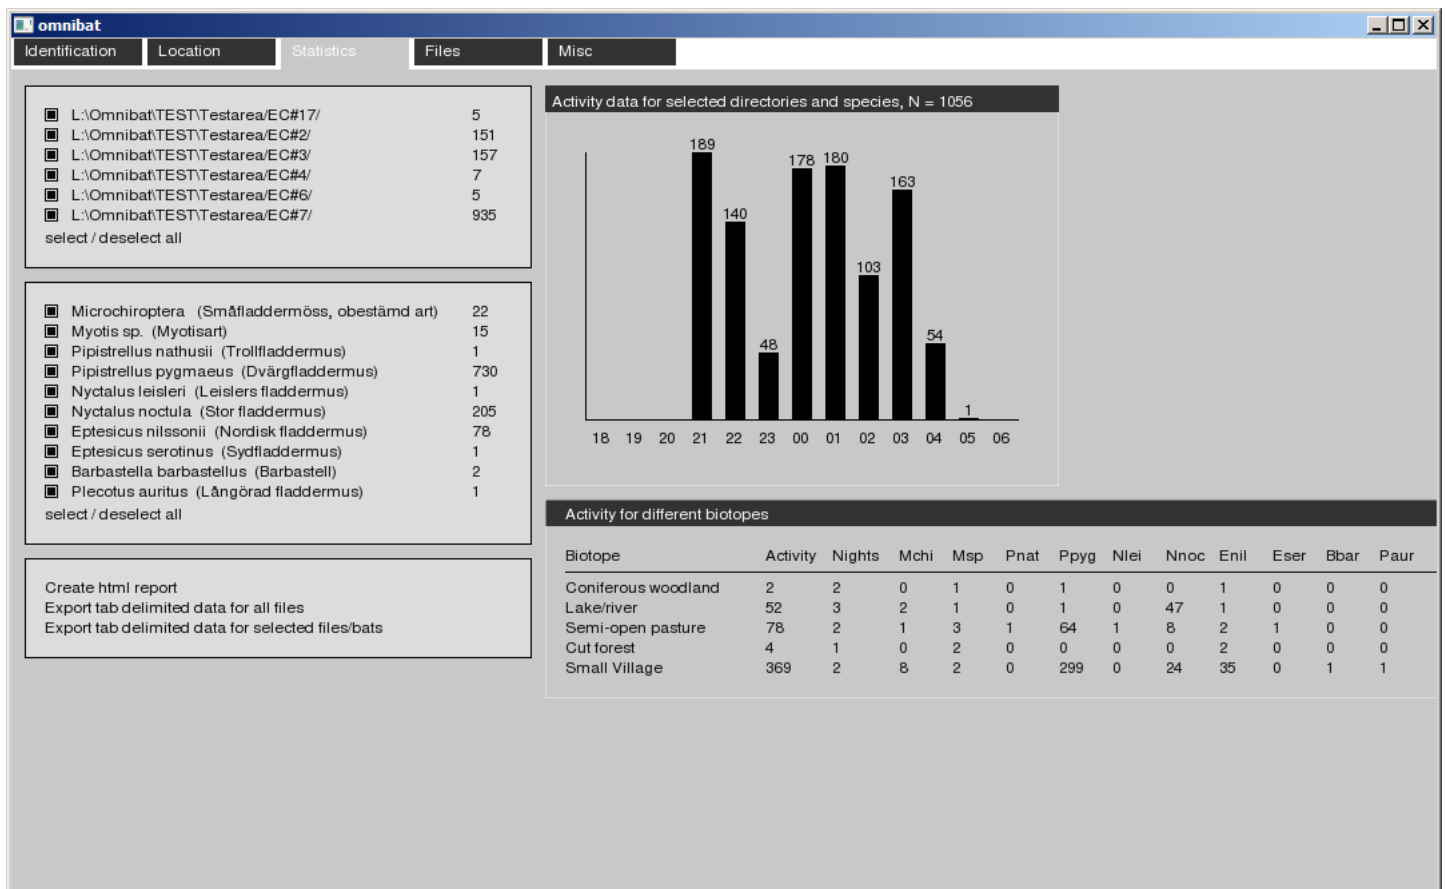 omnibat
Identification Location Statistics Files Misc
L:\Omnibat\TEST\Testarea/EC#17/ 5
L:\Omnibat\TEST\Testarea/EC#2/ 151
L:\Omnibat\TEST\Testarea/EC#3/ 157
L:\Omnibat\TEST\Testarea/EC#4/ 7
L:\Omnibat\TEST\Testarea/EC#6/ 5
L:\Omnibat\TEST\Testarea/EC#7/ 935
select / deselect all
Microchiroptera (Småfladdermöss, obestämd art) 22
Myotis sp. (Myotisart) 15
Pipistrellus nathusii (Trollfladdermus) 1
Pipistrellus pygmaeus (Dvärgfladdermus) 730
Nyctalus leisleri (Leislers fladdermus) 1
Nyctalus noctula (Stor fladdermus) 205
Eptesicus nilssonii (Nordisk fladdermus) 78
Eptesicus serotinus (Sydfladdermus) 1
Barbastella barbastellus (Barbastell) 2
Plecotus auritus (Långörad fladdermus) 1
select / deselect all
Create html report
Export tab delimited data for all files
Export tab delimited data for selected files/bats
Activity data for selected directories and species, N = 1056
189
178 180
163
140
103
48
54
1
18 19 20 21 22 23 00 01 02 03 04 05 06
Activity for different biotopes
Biotope Activity Nights Mchi Msp Pnat Ppyg Nlei Nnoc Enil Eser Bbar Paur
Coniferous woodland 2 2 0 1 0 1 0 0 1 0 0 0
Lake/river 52 3 2 1 0 1 0 47 1 0 0 0
Semi-open pasture 78 2 1 3 1 64 1 8 2 1 0 0
Cut forest 4 1 0 2 0 0 0 0 2 0 0 0
Small Village 369 2 8 2 0 299 0 24 35 0 1 1